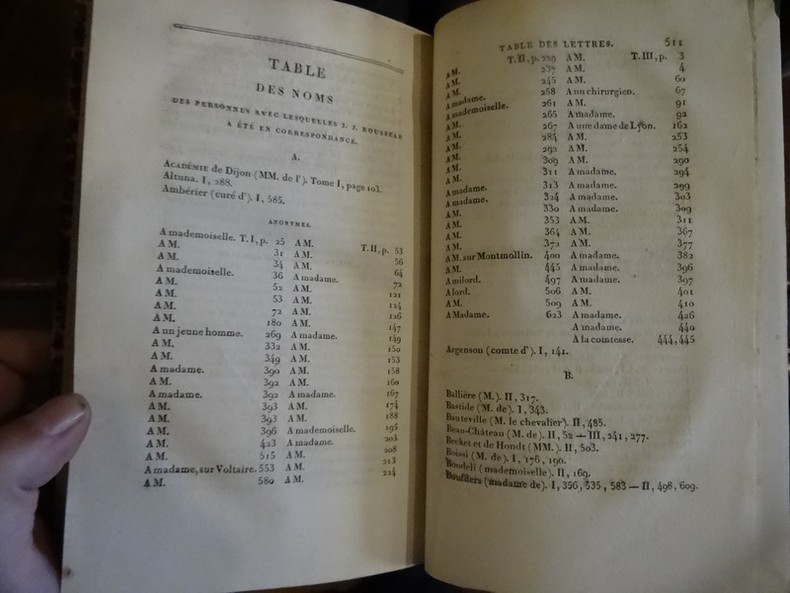 TABLE
DES NOMS
DES PERSONNES AVEC LESQUELLES J. J. ROUSSEAU
A ÉTÉ EN CORRESPONDANCE.
A.
ACADÉMIE de Dijon (MM. de l'). Tome I, page 103.
Altuna. I, 288.
Ambérier (curé d'). I, 585.
ANONYMES.
A mademoiselle. T. I, p. 25
A M. 31
A M. 34
A mademoiselle. 36
A M. 52
A M. 53
A M. 72
A M. 180
A un jeune homme. 269
A M. 332
A M. 349
A madame. 390
A M. 392
A madame. 392
A M. 393
A M. 393
A M. 396
A M. 423
A M. 515
A madame, sur Voltaire. 553
A M. 580
A M. T. II, p. 53
A M. 56
A M. 64
A madame. 72
A M. 121
A M. 124
A M. 126
A M. 147
A madame. 149
A M. 150
A M. 153
A M. 158
A M. 160
A madame. 167
A M. 174
A M. 188
A mademoiselle. 195
A madame. 203
A M. 208
A M. 213
A M. 224
TABLE DES LETTRES. 511
A M. T. II, p. 229
A M. 237
A M. 245
A madame. 258
A mademoiselle. 261
A M. 265
A M. 267
A M. 284
A M. 292
A M. 309
A M. 311
A madame. 313
A madame. 324
A M. 330
A M. 353
A M. 364
A M. 372
A M. sur Montmollin. 400
A M. 445
A milord. 497
A lord. 506
A M. 509
A Madame. 623
A M. T. III, p. 3
A M. 4
A M. 60
A un chirurgien. 67
A M. 91
A madame. 92
A une dame de Lyon. 162
A M. 253
A M. 254
A M. 290
A madame. 294
A madame. 299
A madame. 303
A madame. 309
A M. 311
A M. 367
A M. 377
A madame. 382
A madame. 396
A madame. 397
A M. 401
A M. 410
A madame. 426
A madame. 440
A la comtesse. 444, 445
Argenson (comte d'). I, 141.
B.
Ballière (M.). II, 317.
Bastide (M. de). I, 343.
Bauteville (M. le chevalier). II, 485.
Beau-Château (M. de). II, 52 — III, 241, 277.
Becket et de Hondt (MM.). II, 503.
Boissi (M. de). I, 176, 190.
Bondeli (mademoiselle). II, 169.
Boufflers (madame de). I, 356, 535, 583 — II, 498, 609.